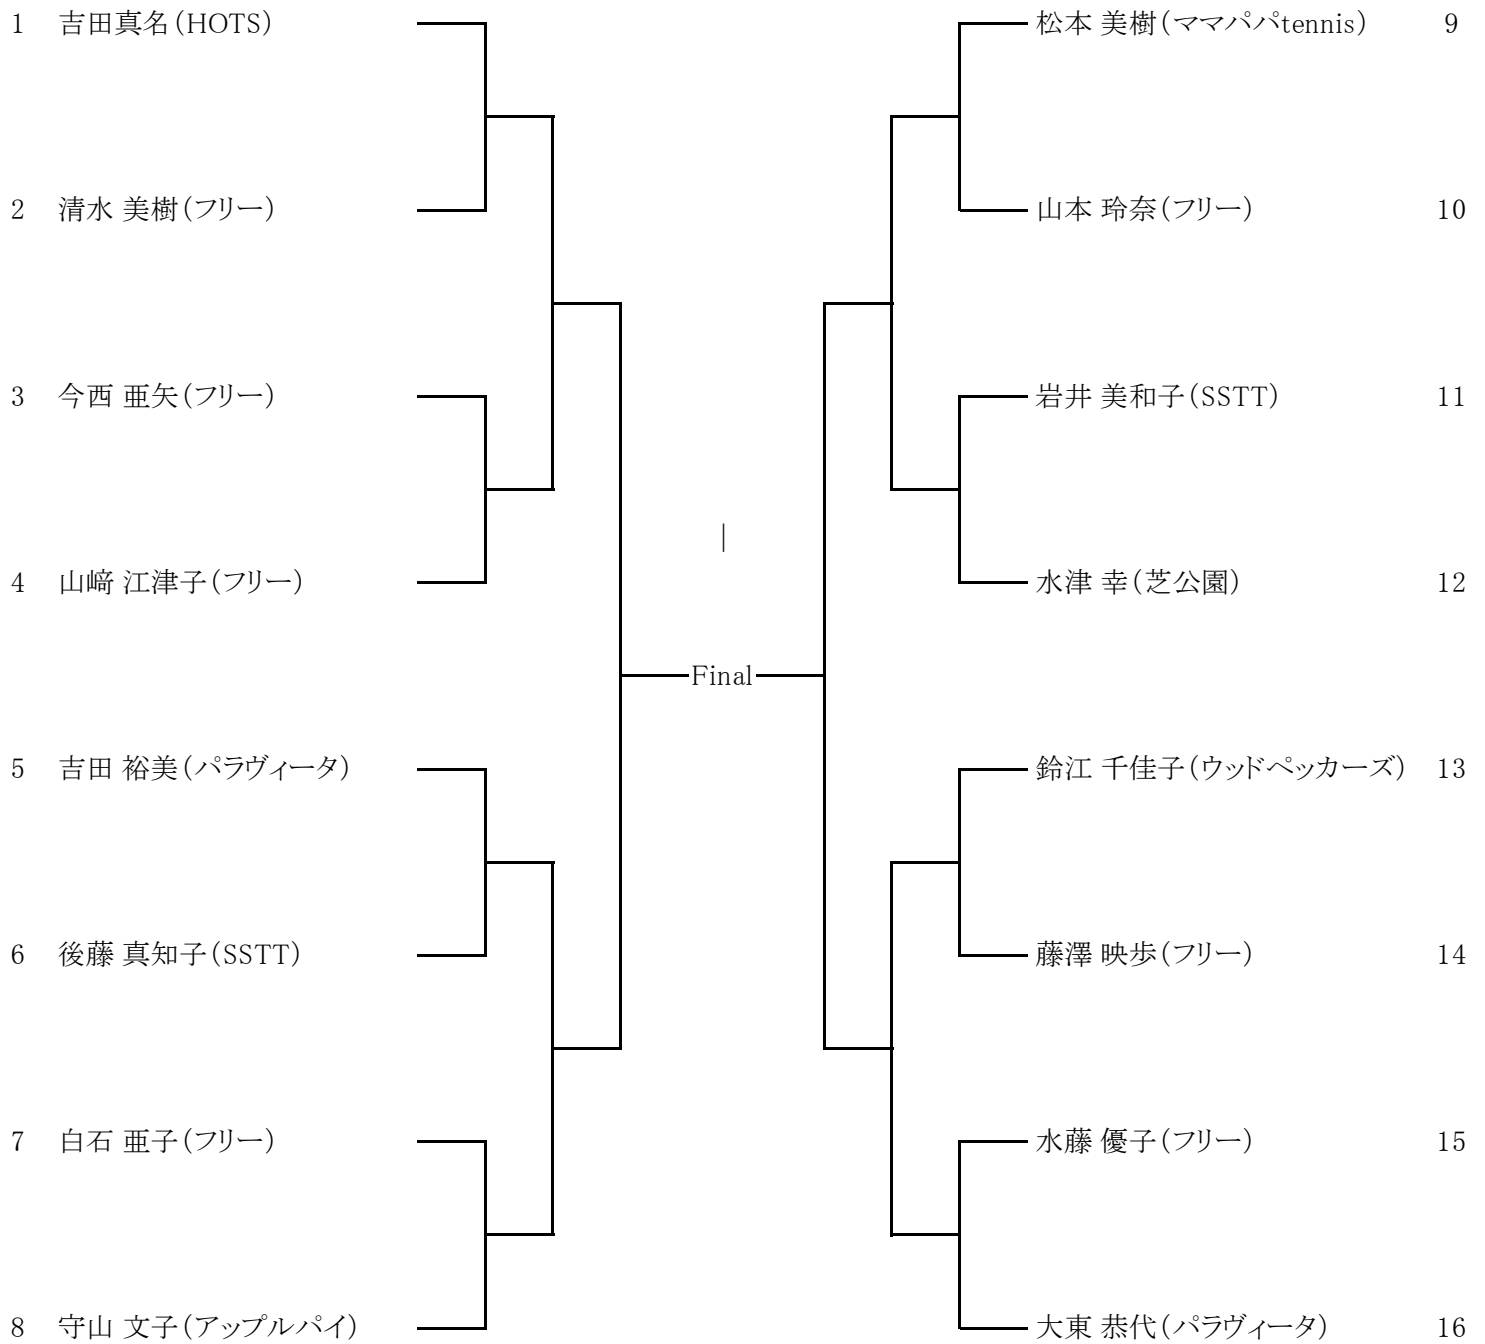 1 吉田真名（HOTS）
2 清水 美樹（フリー）
3 今西 亜矢（フリー）
4 山﨑 江津子（フリー）
5 吉田 裕美（パラヴィータ）
6 後藤 真知子（SSTT）
7 白石 亜子（フリー）
8 守山 文子（アップルパイ）
｜
Final
松本 美樹（ママパパtennis） 9
山本 玲奈（フリー） 10
岩井 美和子（SSTT） 11
水津 幸（芝公園） 12
鈴江 千佳子（ウッドペッカーズ） 13
藤澤 映歩（フリー） 14
水藤 優子（フリー） 15
大東 恭代（パラヴィータ） 16